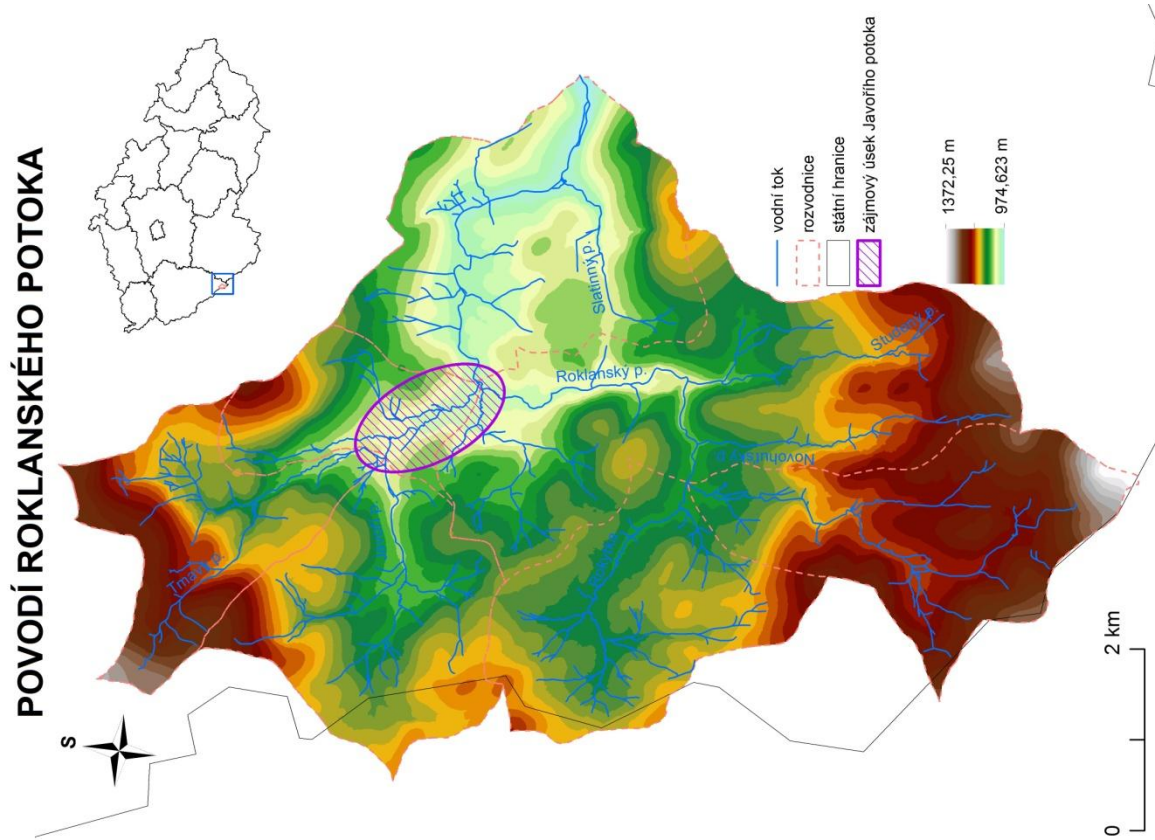 POVODÍ ROKLANSKÉHO POTOKA
S
Tmavý p.
Roklanský p.
Slatinný p.
Studený p.
Novohuťský p.
vodní tok
rozvodnice
státní hranice
zájmový úsek Javořího potoka
1372,25 m
974,623 m
0
2 km